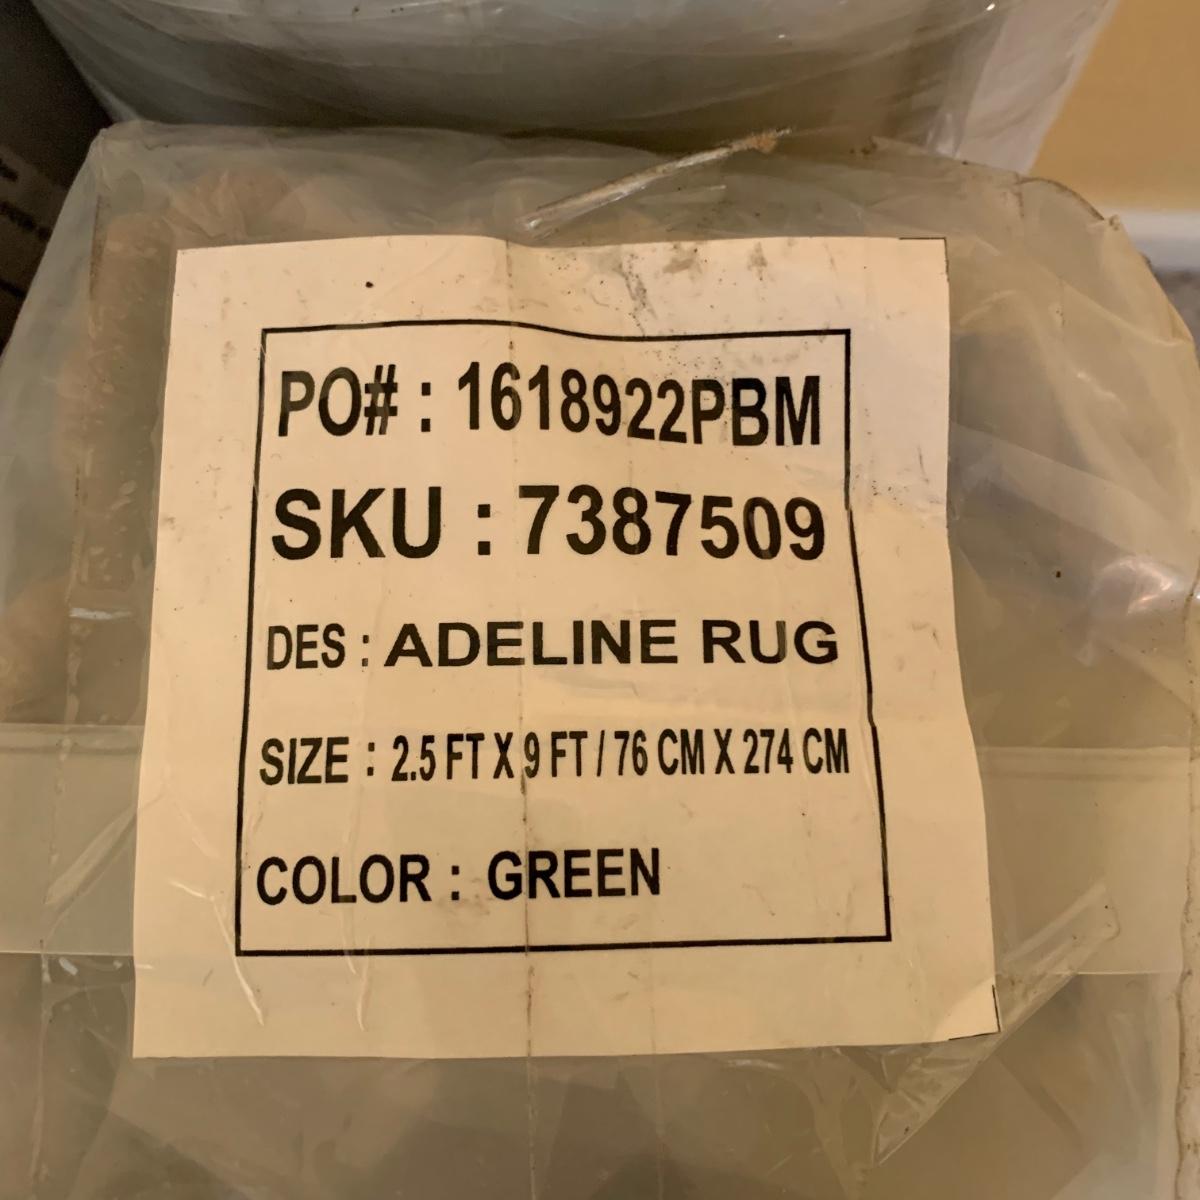 PO# : 1618922PBM
SKU : 7387509
DES : ADELINE RUG
SIZE : 2.5 FT X 9 FT / 76 CM X 274 CM
COLOR : GREEN